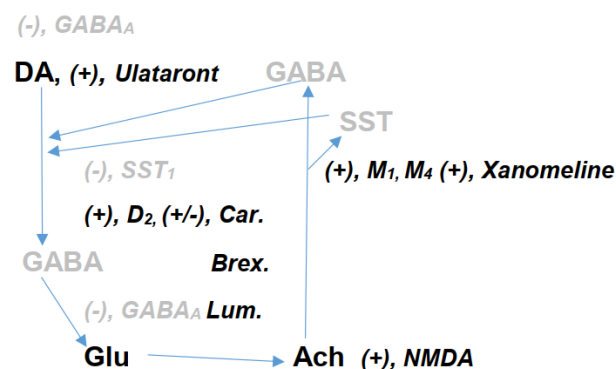 (-), GABAA
DA, (+), Ulataront GABA
SST
(-), SST1 (+), M1, M4 (+), Xanomeline
(+), D2, (+/-), Car.
GABA Brex.
(-), GABAA Lum.
Glu Ach (+), NMDA